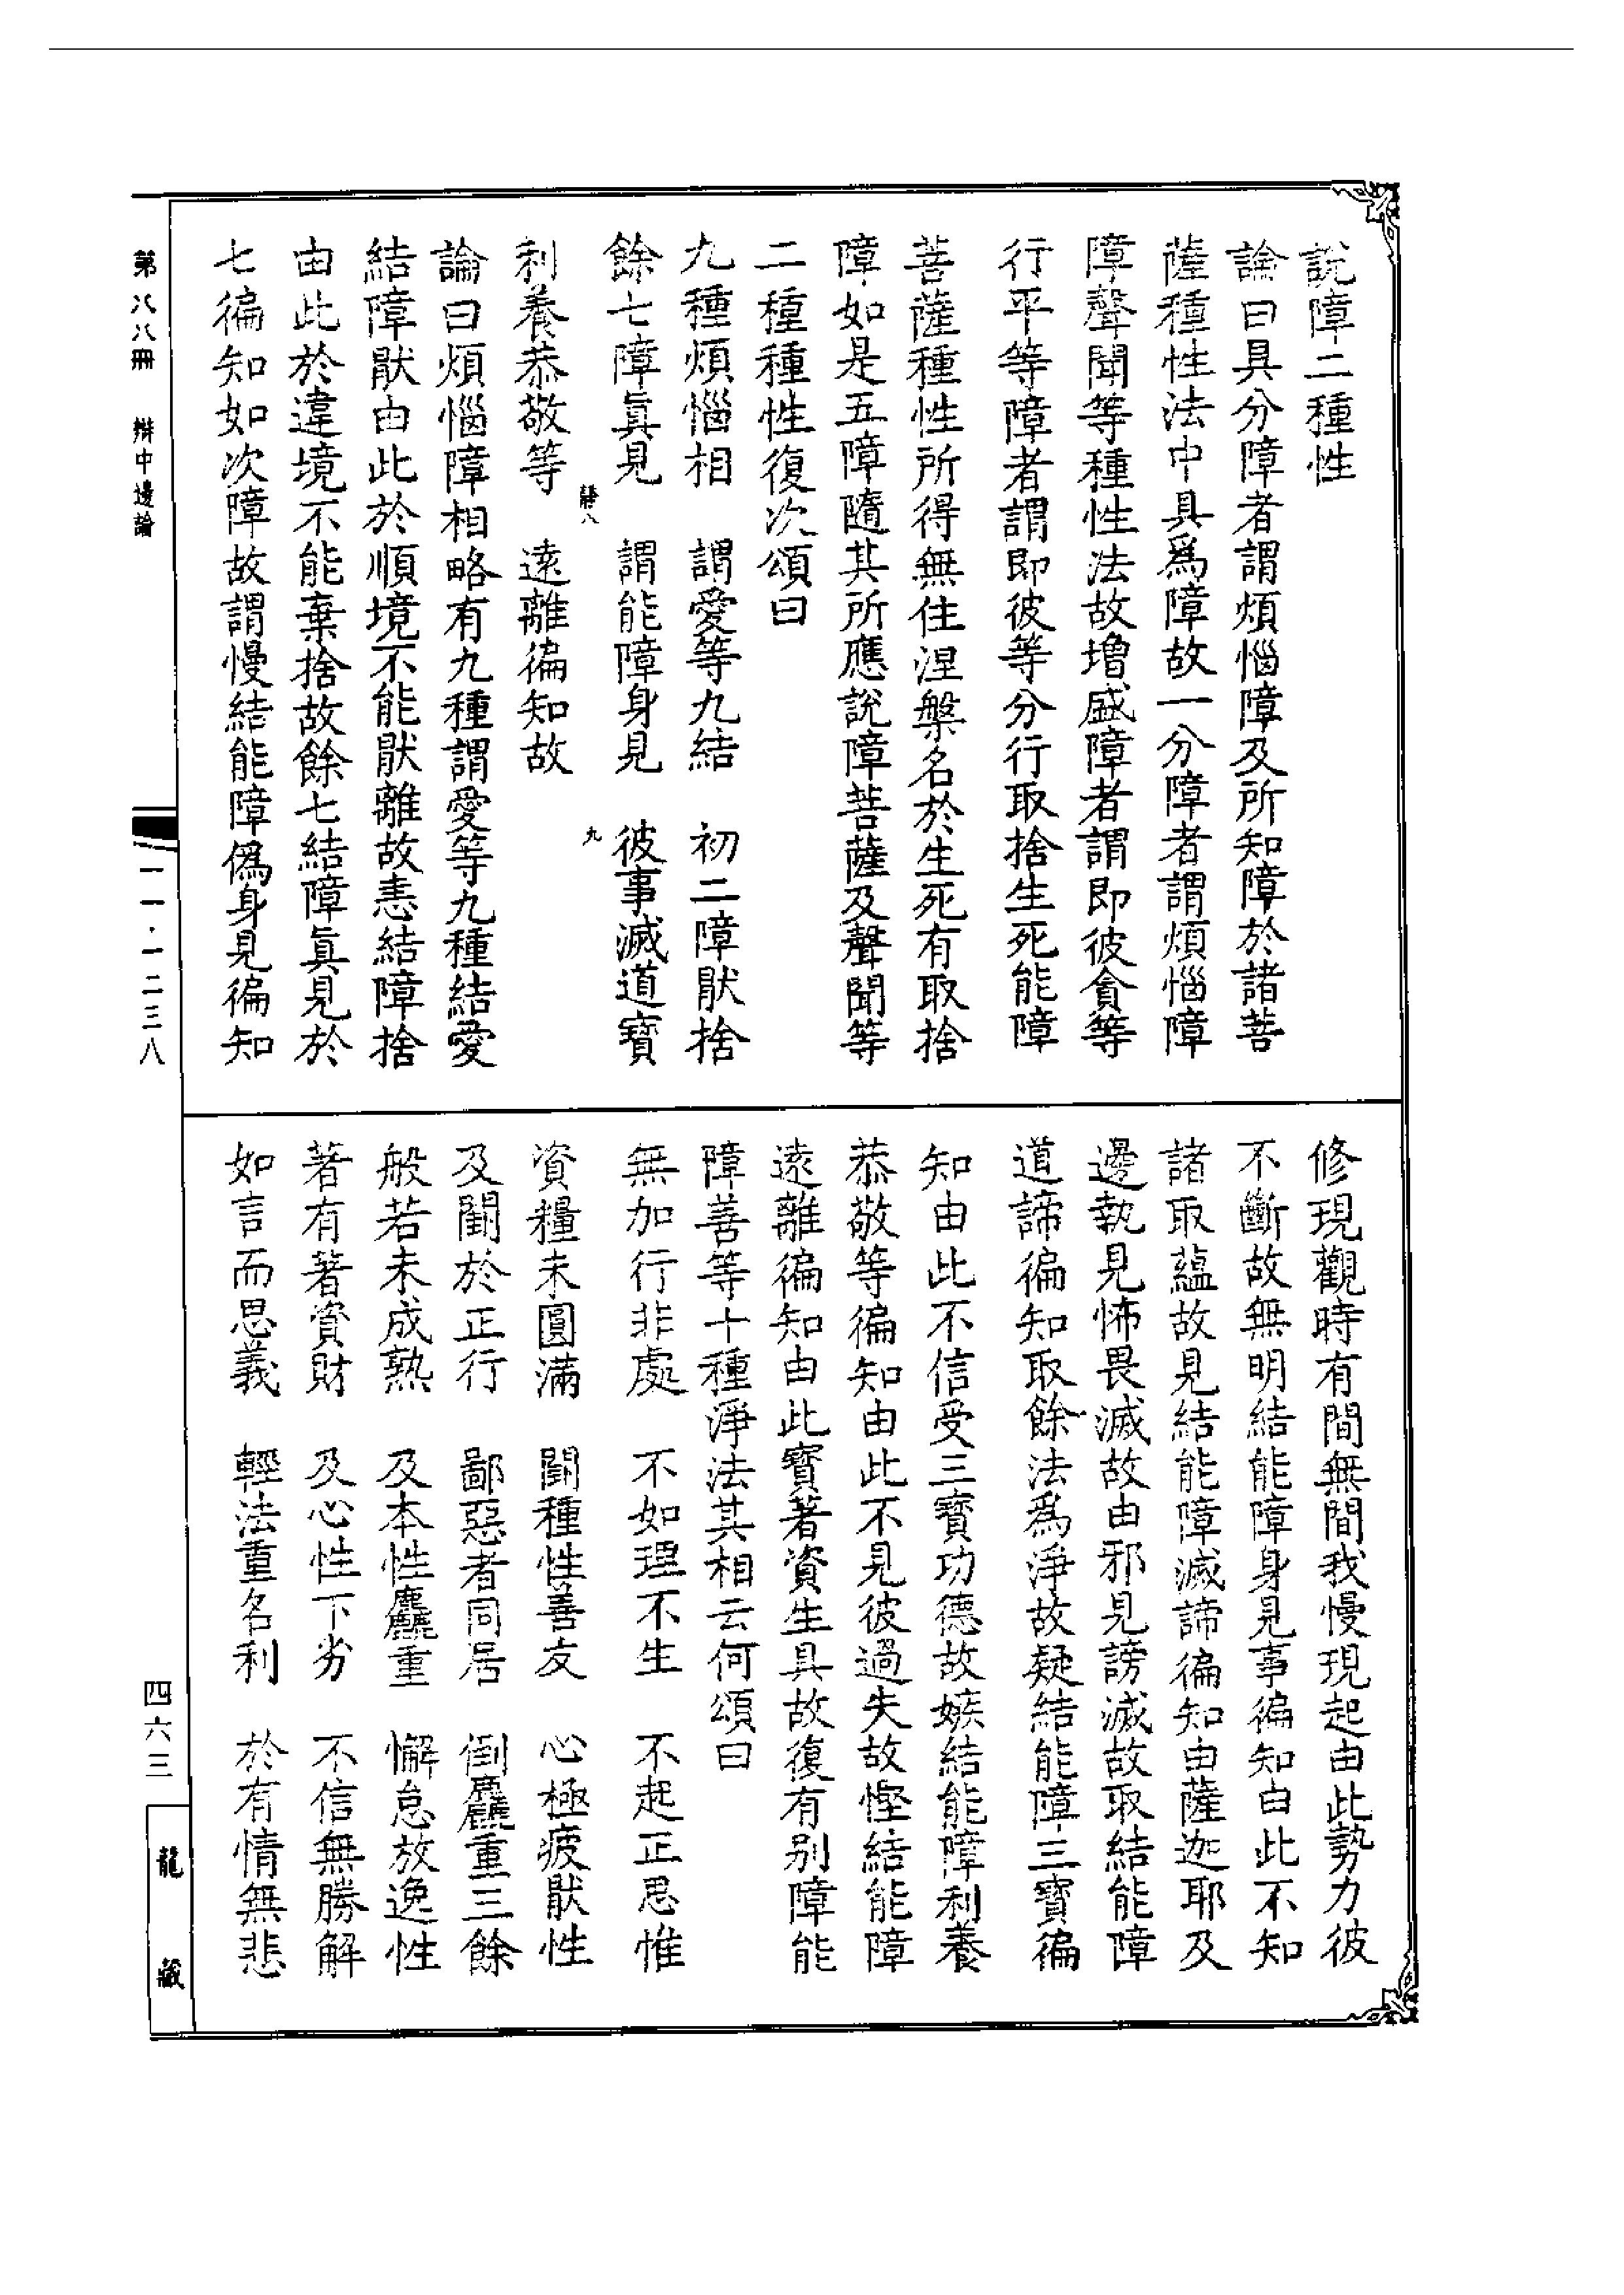 說障二種性
論曰具分障者謂煩惱障及所知障於諸菩
薩種性法中具爲障故一分障者謂煩惱障
障聲聞等種性法故增盛障者謂即彼貪等
行平等障者謂即彼等分行取捨生死能障
菩薩種性所得無住涅槃名於生死有取捨
障如是五障隨其所應說障菩薩及聲聞等
二種種性復次頌曰
九種煩惱相　謂愛等九結　初二障猒捨
餘七障眞見　謂能障身見　彼事滅道寶
靜八　九
利養恭敬等　遠離徧知故
論曰煩惱障相略有九種謂愛等九種結愛
結障猒由此於順境不能猒離故恚結障捨
由此於違境不能棄捨故餘七結障眞見於
七徧知如次障故謂慢結能障僞身見徧知
修現觀時有間無間我慢現起由此勢力彼
不斷故無明結能障身見事徧知由此不知
諸取蘊故見結能障滅諦徧知由薩迦耶及
邊執見怖畏滅故由邪見謗滅故取結能障
道諦徧知取餘法爲淨故疑結能障三寶徧
知由此不信受三寶功德故嫉結能障利養
恭敬等徧知由此不見彼過失故慳結能障
遠離徧知由此寶著資生具故復有別障能
障善等十種淨法其相云何頌曰
無加行非處　不如理不生　不起正思惟
資糧未圓滿　闕種性善友　心極疲猒性
及闕於正行　鄙惡者同居　倒麤重三餘
般若未成熟　及本性麤重　懈怠放逸性
著有著資財　及心性下劣　不信無勝解
如言而思義　輕法重名利　於有情無悲
第八八冊　辯中邊論
一一·一二三八
四六三
龍藏